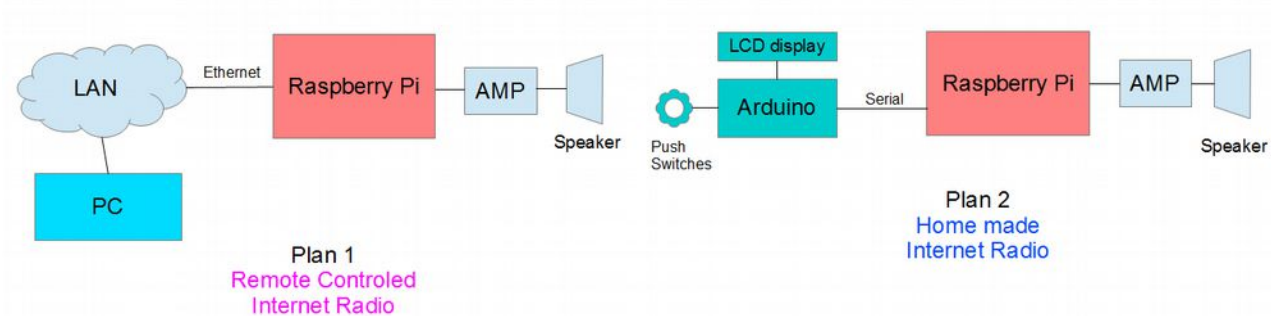 LAN
Ethernet
Raspberry Pi
AMP
Speaker
PC
Plan 1
Remote Controled
Internet Radio
LCD display
Arduino
Serial
Raspberry Pi
AMP
Push
Switches
Speaker
Plan 2
Home made
Internet Radio